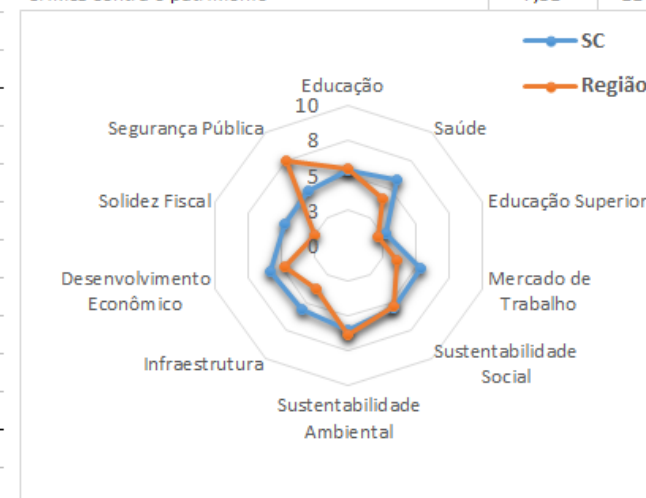 SC
Região
Educação
10
8
5
3
0
Saúde
Educação Superior
Mercado de
Trabalho
Sustentabilidade
Social
Sustentabilidade
Ambiental
Infraestrutura
Desenvolvimento
Econômico
Solidez Fiscal
Segurança Pública